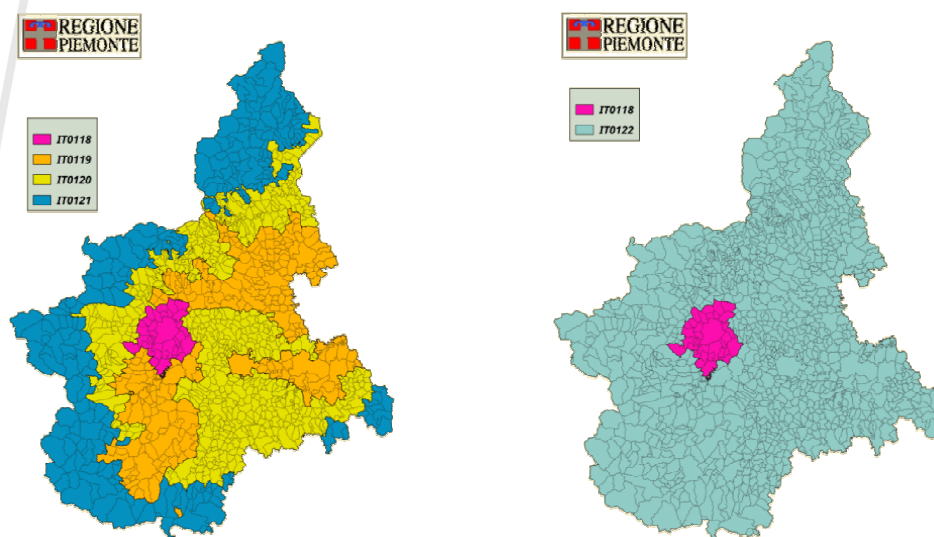 REGIONE
PIEMONTE
IT0118
IT0119
IT0120
IT0121
REGIONE
PIEMONTE
IT0118
IT0122